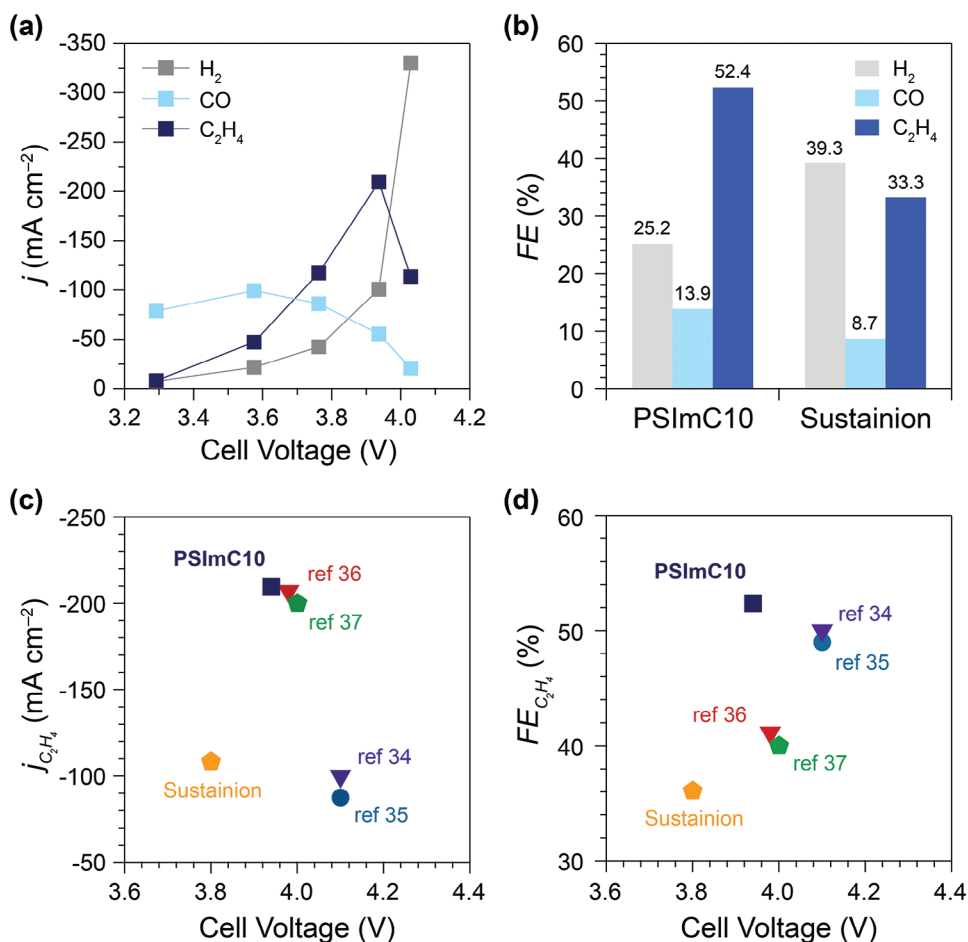 (a)
-350
-300
-250
-200
-150
-100
-50
0
j (mA cm⁻²)
H₂
CO
C₂H₄
3.2 3.4 3.6 3.8 4.0 4.2
Cell Voltage (V)
(b)
60
50
40
30
20
10
0
FE (%)
H₂
CO
C₂H₄
25.2
13.9
52.4
39.3
8.7
33.3
PSImC10 Sustainion
(c)
-250
-200
-150
-100
-50
j C₂H₄ (mA cm⁻²)
PSImC10
ref 36
ref 37
ref 34
ref 35
Sustainion
3.6 3.8 4.0 4.2 4.4
Cell Voltage (V)
(d)
60
50
40
30
FE C₂H₄ (%)
PSImC10
ref 34
ref 35
ref 36
ref 37
Sustainion
3.6 3.8 4.0 4.2 4.4
Cell Voltage (V)